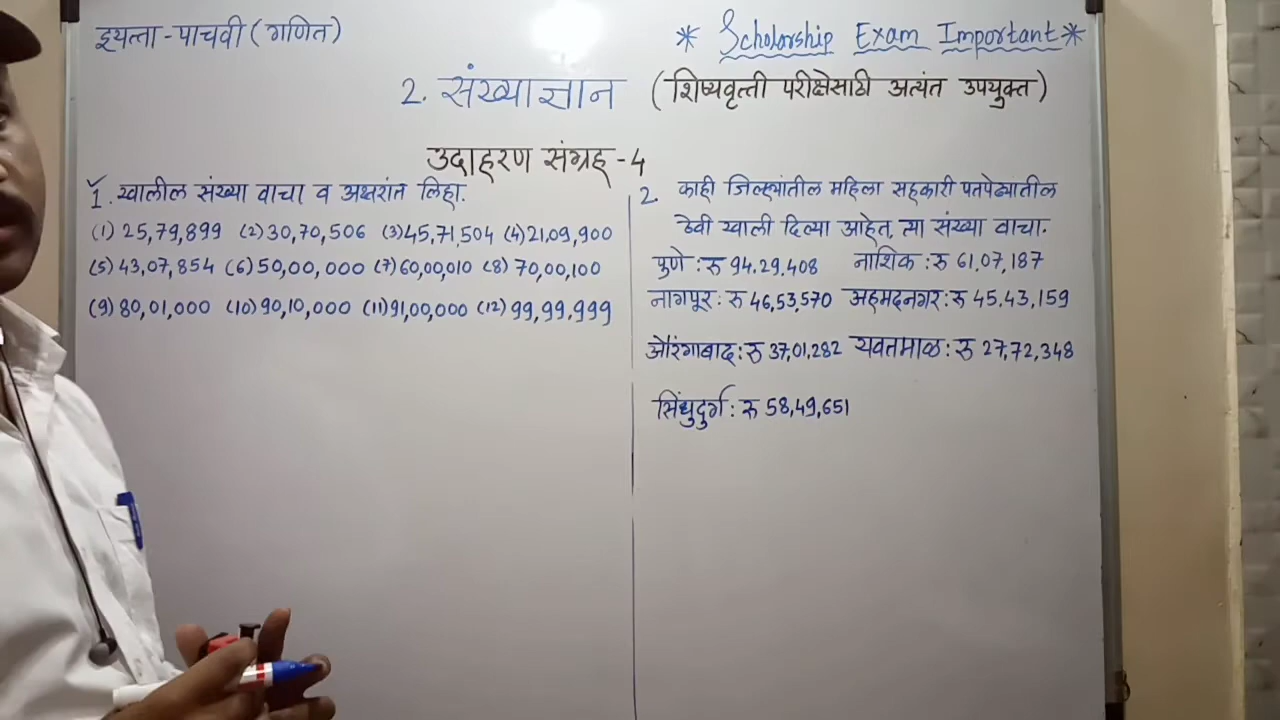 इयत्ता-पाचवी (गणित)
* Scholarship Exam Important *
2. संख्याज्ञान (शिष्यवृत्ती परीक्षेसाठी अत्यंत उपयुक्त)
उदाहरण संग्रह-4
1. खालील संख्या वाचा व अक्षरांत लिहा.
(1) 25,79,899 (2) 30,70,506 (3) 45,71,504 (4) 21,09,900
(5) 43,07,854 (6) 50,00,000 (7) 60,00,010 (8) 70,00,100
(9) 80,01,000 (10) 90,10,000 (11) 91,00,000 (12) 99,99,999
2. काही जिल्ह्यांतील महिला सहकारी पतपेढ्यांतील
ठेवी खाली दिल्या आहेत, त्या संख्या वाचा.
पुणे : रु 94,29,408 नाशिक : रु 61,07,187
नागपूर : रु 46,53,570 अहमदनगर : रु 45,43,159
औरंगाबाद : रु 37,01,282 यवतमाळ : रु 27,72,348
सिंधुदुर्ग : रु 58,49,651